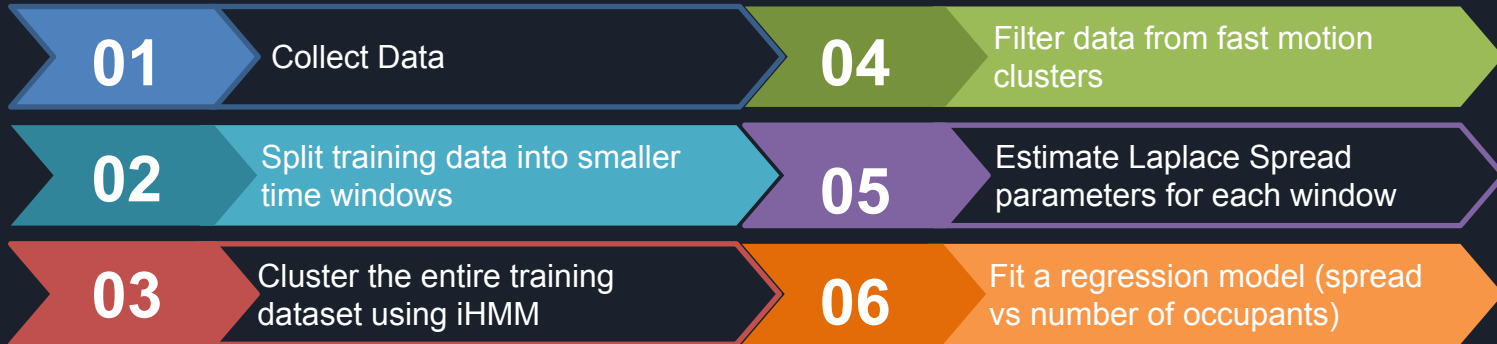 01
Collect Data
02
Split training data into smaller
time windows
03
Cluster the entire training
dataset using iHMM
04
Filter data from fast motion
clusters
05
Estimate Laplace Spread
parameters for each window
06
Fit a regression model (spread
vs number of occupants)